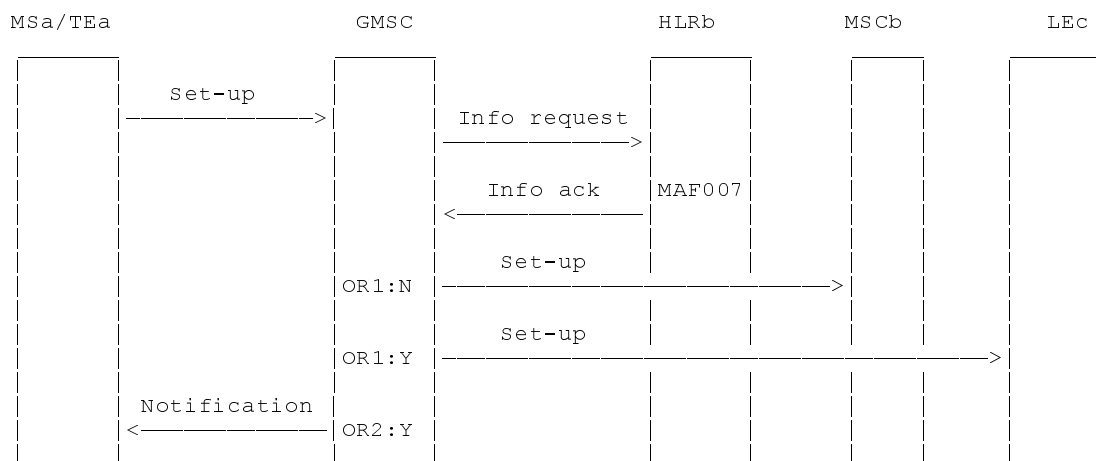 MSa/TEa GMSC HLRb MSCb LEc
Set-up
Info request
Info ack MAF007
Set-up
OR1:N
Set-up
OR1:Y
Notification
OR2:Y